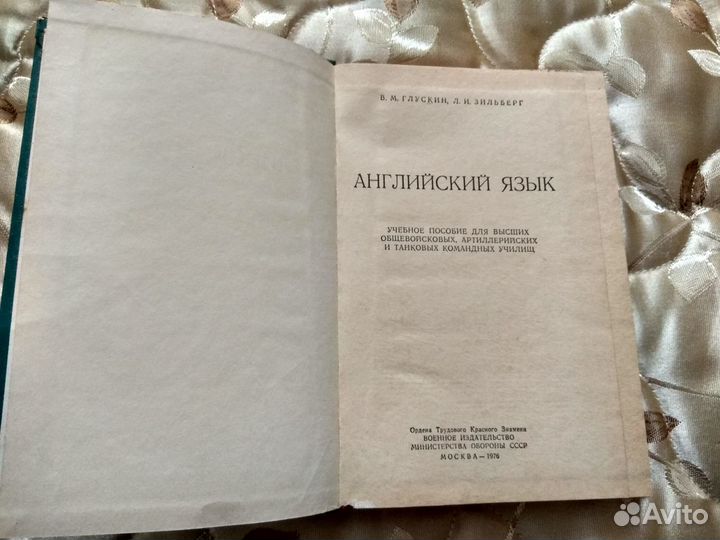 В. М. ГЛУСКИН, Л. И. ЗИЛЬБЕРГ
АНГЛИЙСКИЙ ЯЗЫК
УЧЕБНОЕ ПОСОБИЕ ДЛЯ ВЫСШИХ
ОБЩЕВОЙСКОВЫХ, АРТИЛЛЕРИЙСКИХ
И ТАНКОВЫХ КОМАНДНЫХ УЧИЛИЩ
Ордена Трудового Красного Знамени
ВОЕННОЕ ИЗДАТЕЛЬСТВО
МИНИСТЕРСТВА ОБОРОНЫ СССР
МОСКВА — 1976
Avito